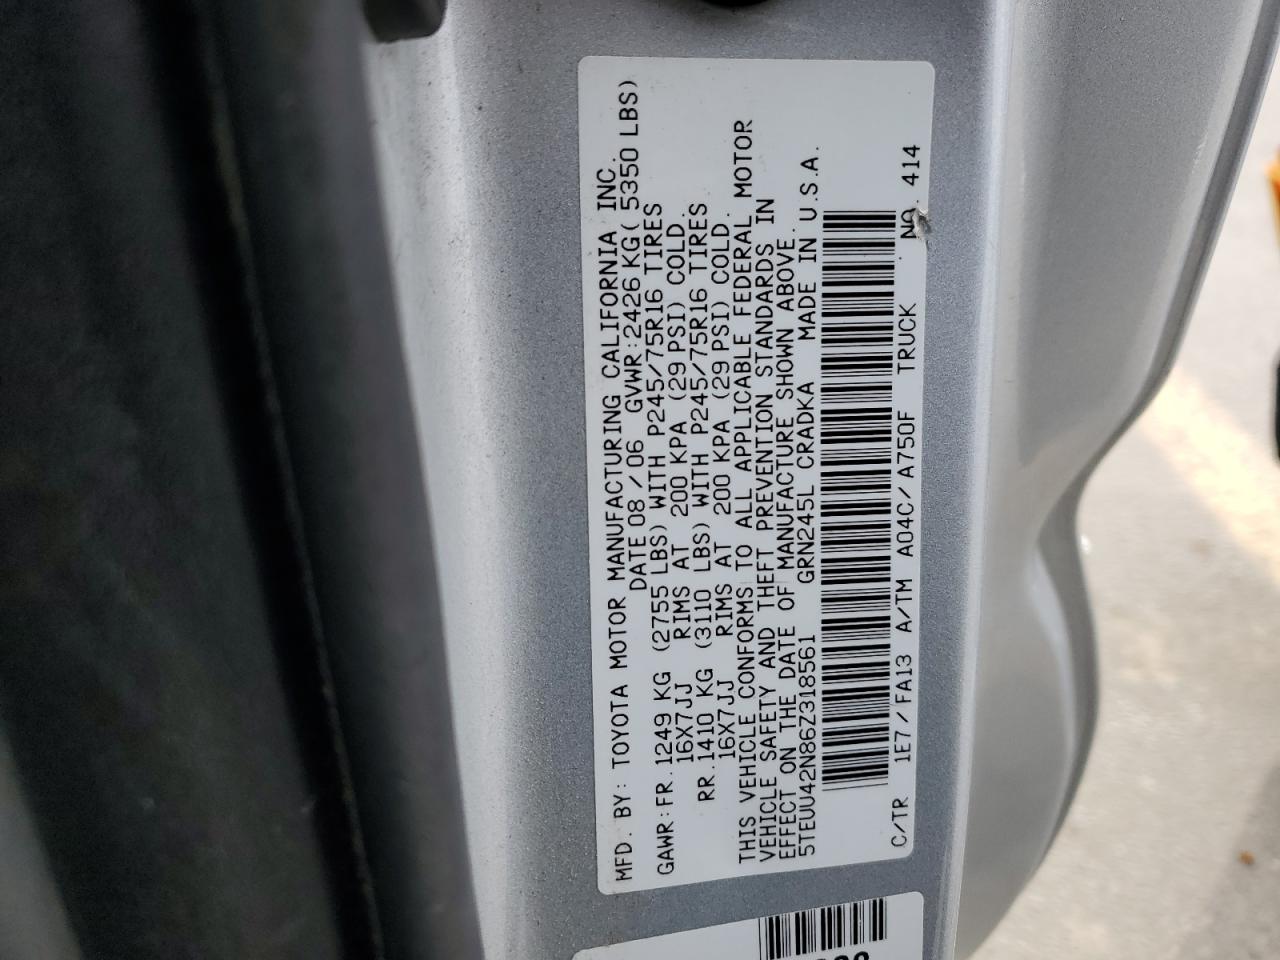 MFD. BY: TOYOTA MOTOR MANUFACTURING CALIFORNIA INC.
DATE 08 / 06 GVWR:2426 KG( 5350 LBS)
GAWR:FR.1249 KG (2755 LBS) WITH P245/75R16 TIRES
16X7JJ RIMS AT 200 KPA (29 PSI) COLD.
RR.1410 KG (3110 LBS) WITH P245/75R16 TIRES
16X7JJ RIMS AT 200 KPA (29 PSI) COLD.
THIS VEHICLE CONFORMS TO ALL APPLICABLE FEDERAL MOTOR
VEHICLE SAFETY AND THEFT PREVENTION STANDARDS IN
EFFECT ON THE DATE OF MANUFACTURE SHOWN ABOVE.
5TEUU42N86Z318561 GRN245L CRADKA MADE IN U.S.A.
C/TR 1E7/FA13 A/TM A04C/A750F TRUCK NO. 414